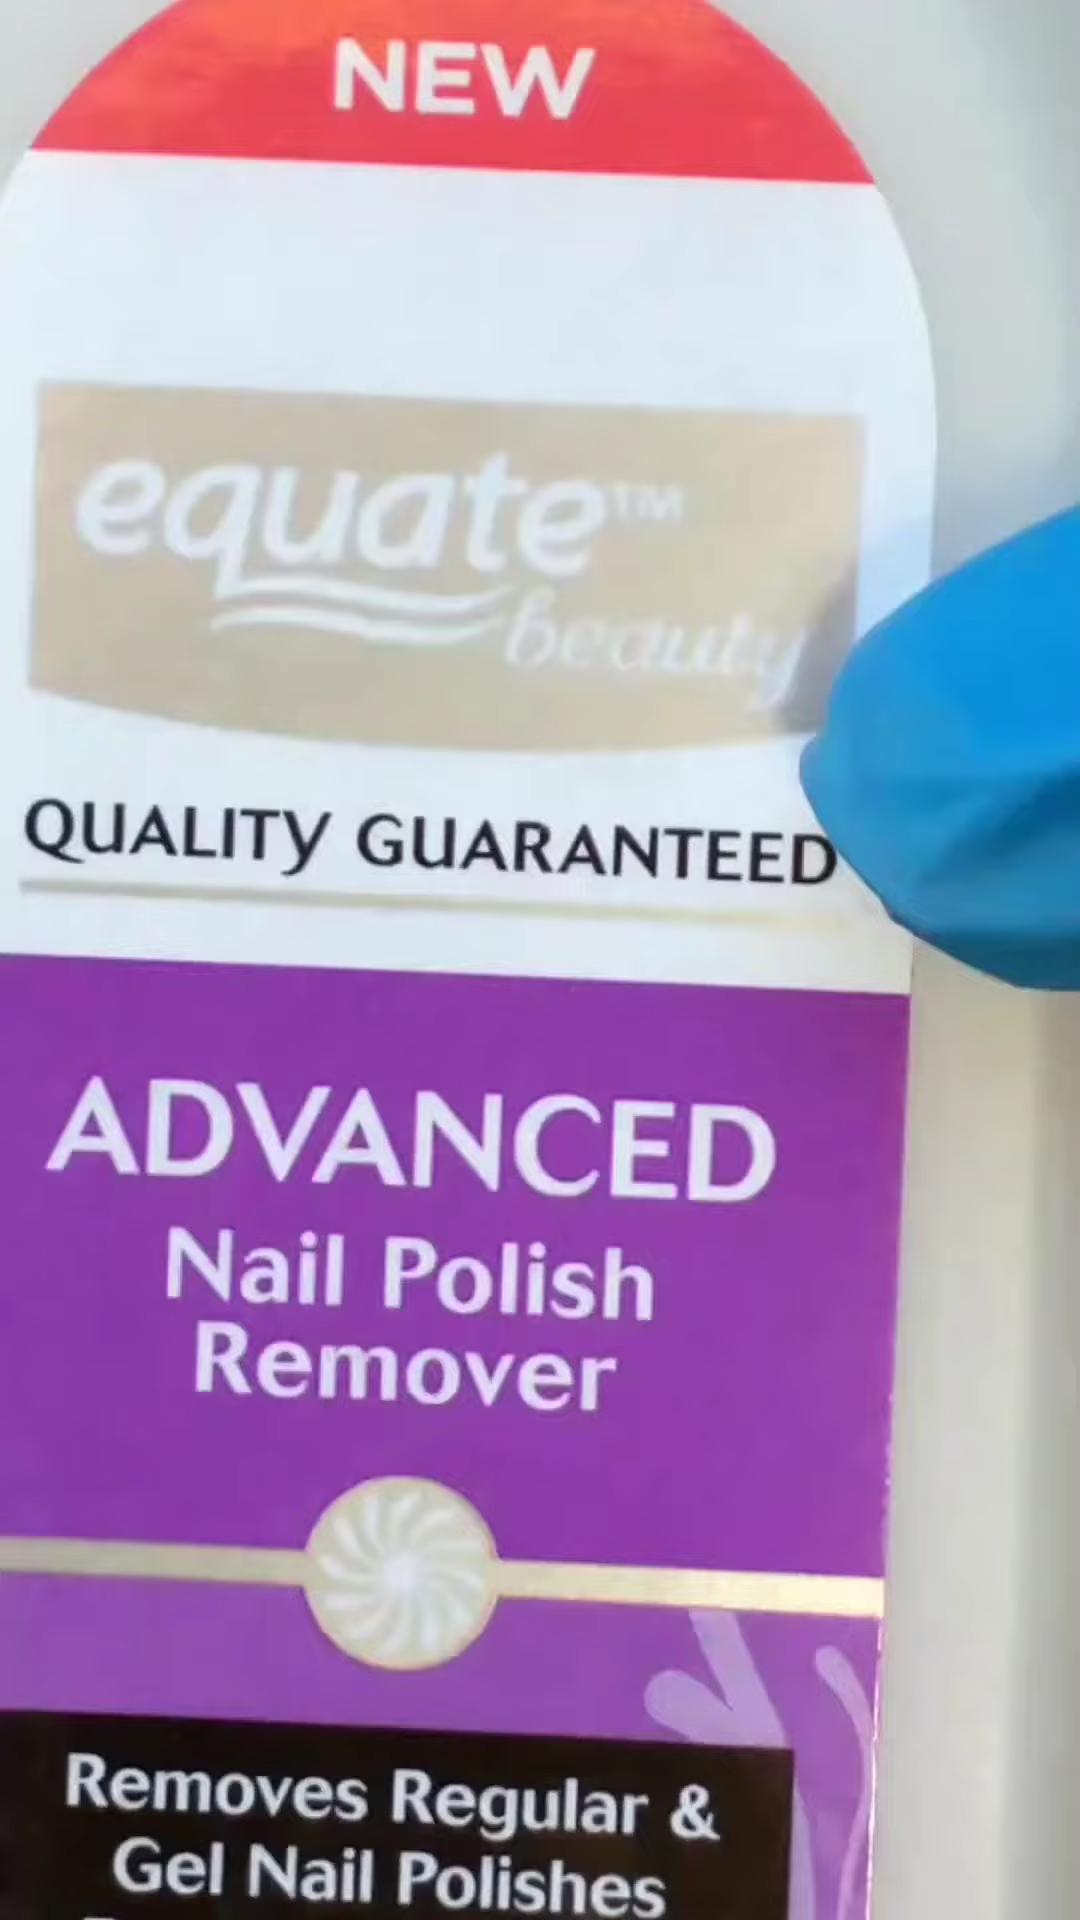 NEW
equate™
beauty
QUALITY GUARANTEED
ADVANCED
Nail Polish
Remover
Removes Regular &
Gel Nail Polishes